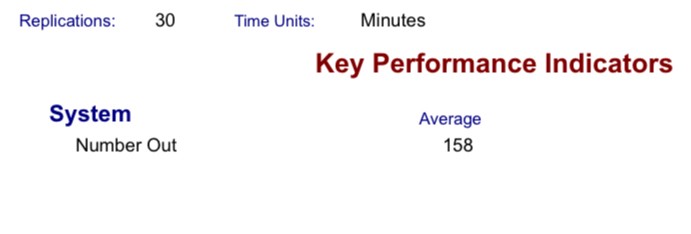 Replications: 30 Time Units: Minutes
Key Performance Indicators
System Average
Number Out 158